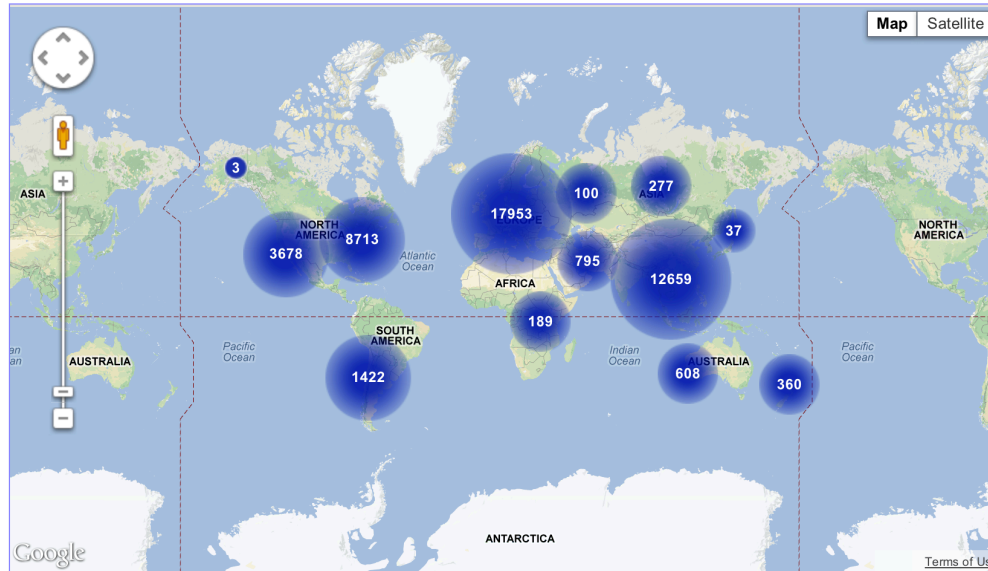 Map
Satellite
3
ASIA
100
277
ASIA
17953
NORTH
AMERICA
8713
37
NORTH
AMERICA
3678
Atlantic
Ocean
795
12659
AFRICA
189
SOUTH
AMERICA
Pacific
Ocean
Indian
Ocean
Pacific
Ocean
AUSTRALIA
AUSTRALIA
608
1422
360
ANTARCTICA
Google
Terms of Us